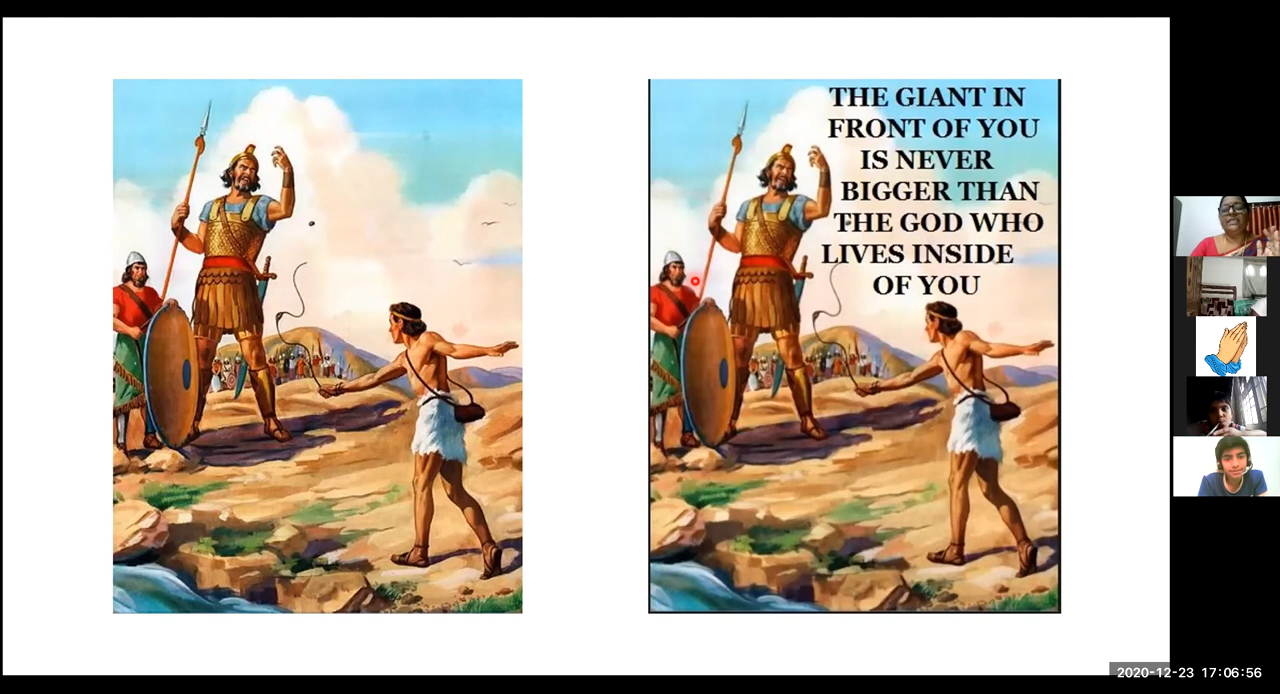 THE GIANT IN
FRONT OF YOU
IS NEVER
BIGGER THAN
THE GOD WHO
LIVES INSIDE
OF YOU
2020-12-23 17:06:56